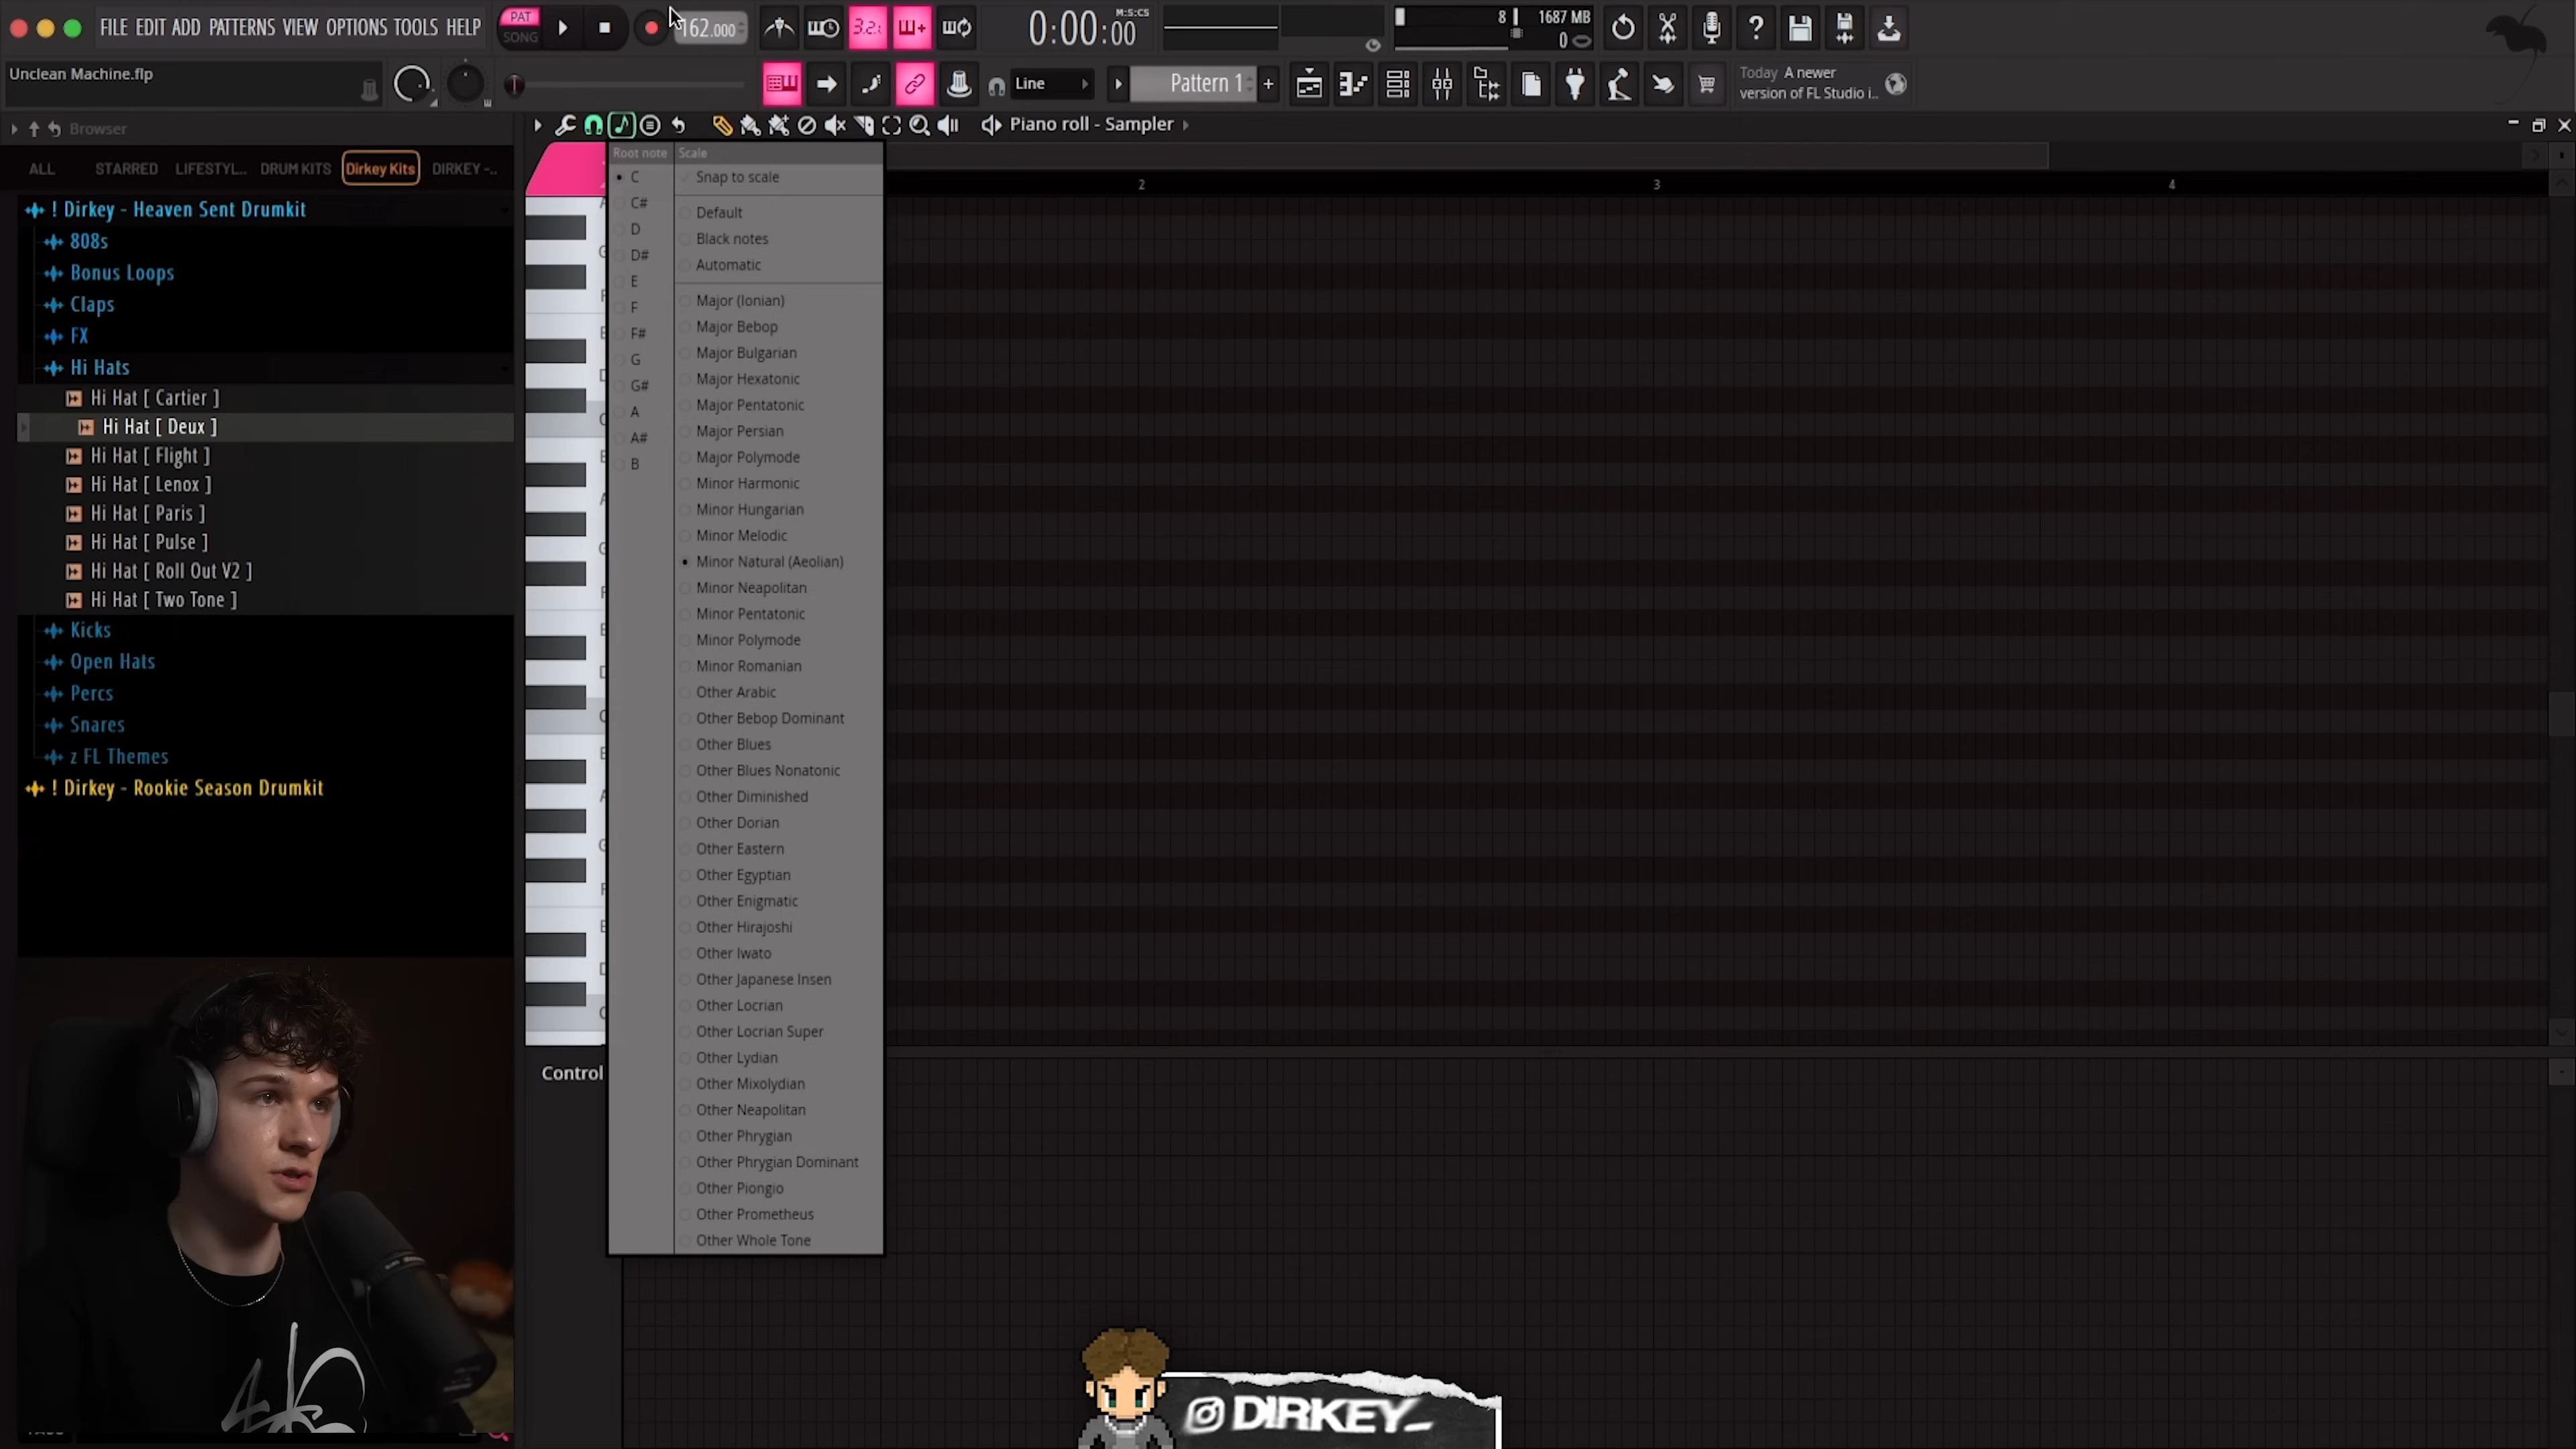 FILE EDIT ADD PATTERNS VIEW OPTIONS TOOLS HELP
PAT
SONG
162.000
3.2.
0:00:00
M:S:CS
8
1687 MB
0
Unclean Machine.flp
Line
Pattern 1
+
Today A newer
version of FL Studio i..
Browser
Piano roll - Sampler
ALL
STARRED
LIFESTYL..
DRUM KITS
Dirkey Kits
DIRKEY -..
! Dirkey - Heaven Sent Drumkit
808s
Bonus Loops
Claps
FX
Hi Hats
Hi Hat [ Cartier ]
Hi Hat [ Deux ]
Hi Hat [ Flight ]
Hi Hat [ Lenox ]
Hi Hat [ Paris ]
Hi Hat [ Pulse ]
Hi Hat [ Roll Out V2 ]
Hi Hat [ Two Tone ]
Kicks
Open Hats
Percs
Snares
z FL Themes
! Dirkey - Rookie Season Drumkit
Root note
C
C#
D
D#
E
F
F#
G
G#
A
A#
B
Scale
Snap to scale
Default
Black notes
Automatic
Major (Ionian)
Major Bebop
Major Bulgarian
Major Hexatonic
Major Pentatonic
Major Persian
Major Polymode
Minor Harmonic
Minor Hungarian
Minor Melodic
Minor Natural (Aeolian)
Minor Neapolitan
Minor Pentatonic
Minor Polymode
Minor Romanian
Other Arabic
Other Bebop Dominant
Other Blues
Other Blues Nonatonic
Other Diminished
Other Dorian
Other Eastern
Other Egyptian
Other Enigmatic
Other Hirajoshi
Other Iwato
Other Japanese Insen
Other Locrian
Other Locrian Super
Other Lydian
Other Mixolydian
Other Neapolitan
Other Phrygian
Other Phrygian Dominant
Other Piongio
Other Prometheus
Other Whole Tone
2
3
4
Control
DIRKEY_